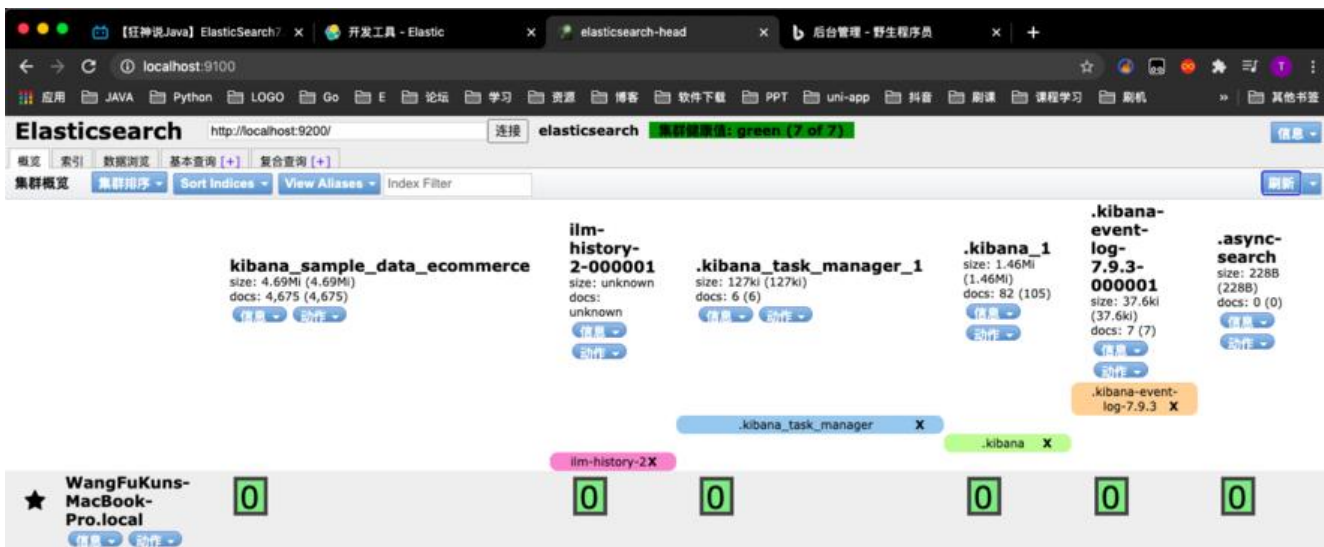 【狂神说Java】ElasticSearch7. 开发工具 - Elastic elasticsearch-head 后台管理 - 野生程序员
localhost:9100
应用 JAVA Python LOGO Go E 论坛 学习 资源 博客 软件下载 PPT uni-app 抖音 刷课 课程学习 刷机 » 其他书签
Elasticsearch http://localhost:9200/ 连接 elasticsearch 集群健康值: green (7 of 7) 信息
概览 索引 数据浏览 基本查询 [+] 复合查询 [+]
集群概览 集群排序 Sort Indices View Aliases Index Filter 刷新
kibana_sample_data_ecommerce
size: 4.69Mi (4.69Mi)
docs: 4,675 (4,675)
信息 动作
ilm-
history-
2-000001
size: unknown
docs:
unknown
信息
动作
.kibana_task_manager_1
size: 127ki (127ki)
docs: 6 (6)
信息 动作
.kibana_1
size: 1.46Mi
(1.46Mi)
docs: 82 (105)
信息
动作
.kibana-
event-
log-
7.9.3-
000001
size: 37.6ki
(37.6ki)
docs: 7 (7)
信息
动作
.async-
search
size: 228B
(228B)
docs: 0 (0)
信息
动作
.kibana-event-
log-7.9.3 X
.kibana_task_manager X
.kibana X
ilm-history-2 X
WangFuKuns-
MacBook-
Pro.local
信息 动作
0 0 0 0 0 0